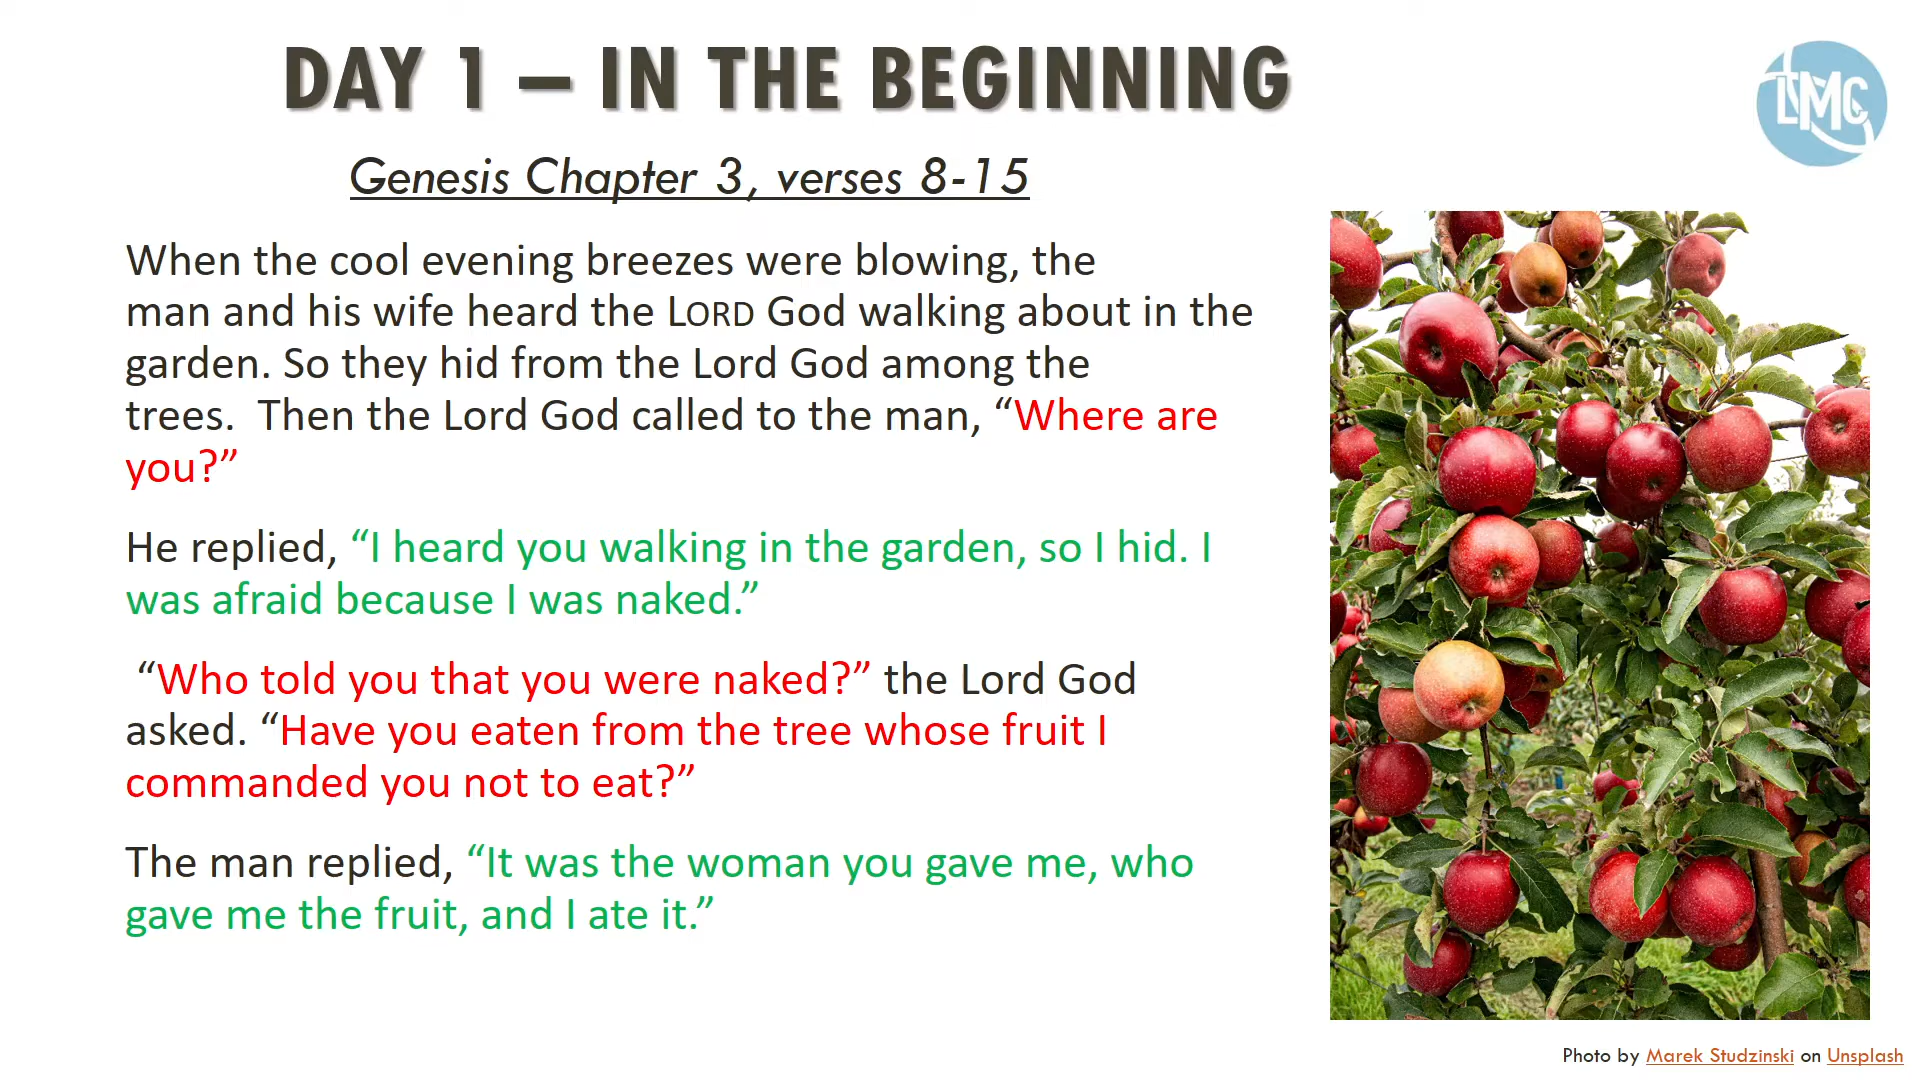 DAY 1 – IN THE BEGINNING
LMC
Genesis Chapter 3, verses 8-15
When the cool evening breezes were blowing, the
man and his wife heard the LORD God walking about in the
garden. So they hid from the Lord God among the
trees.  Then the Lord God called to the man, “Where are
you?”
He replied, “I heard you walking in the garden, so I hid. I
was afraid because I was naked.”
“Who told you that you were naked?” the Lord God
asked. “Have you eaten from the tree whose fruit I
commanded you not to eat?”
The man replied, “It was the woman you gave me, who
gave me the fruit, and I ate it.”
Photo by Marek Studzinski on Unsplash